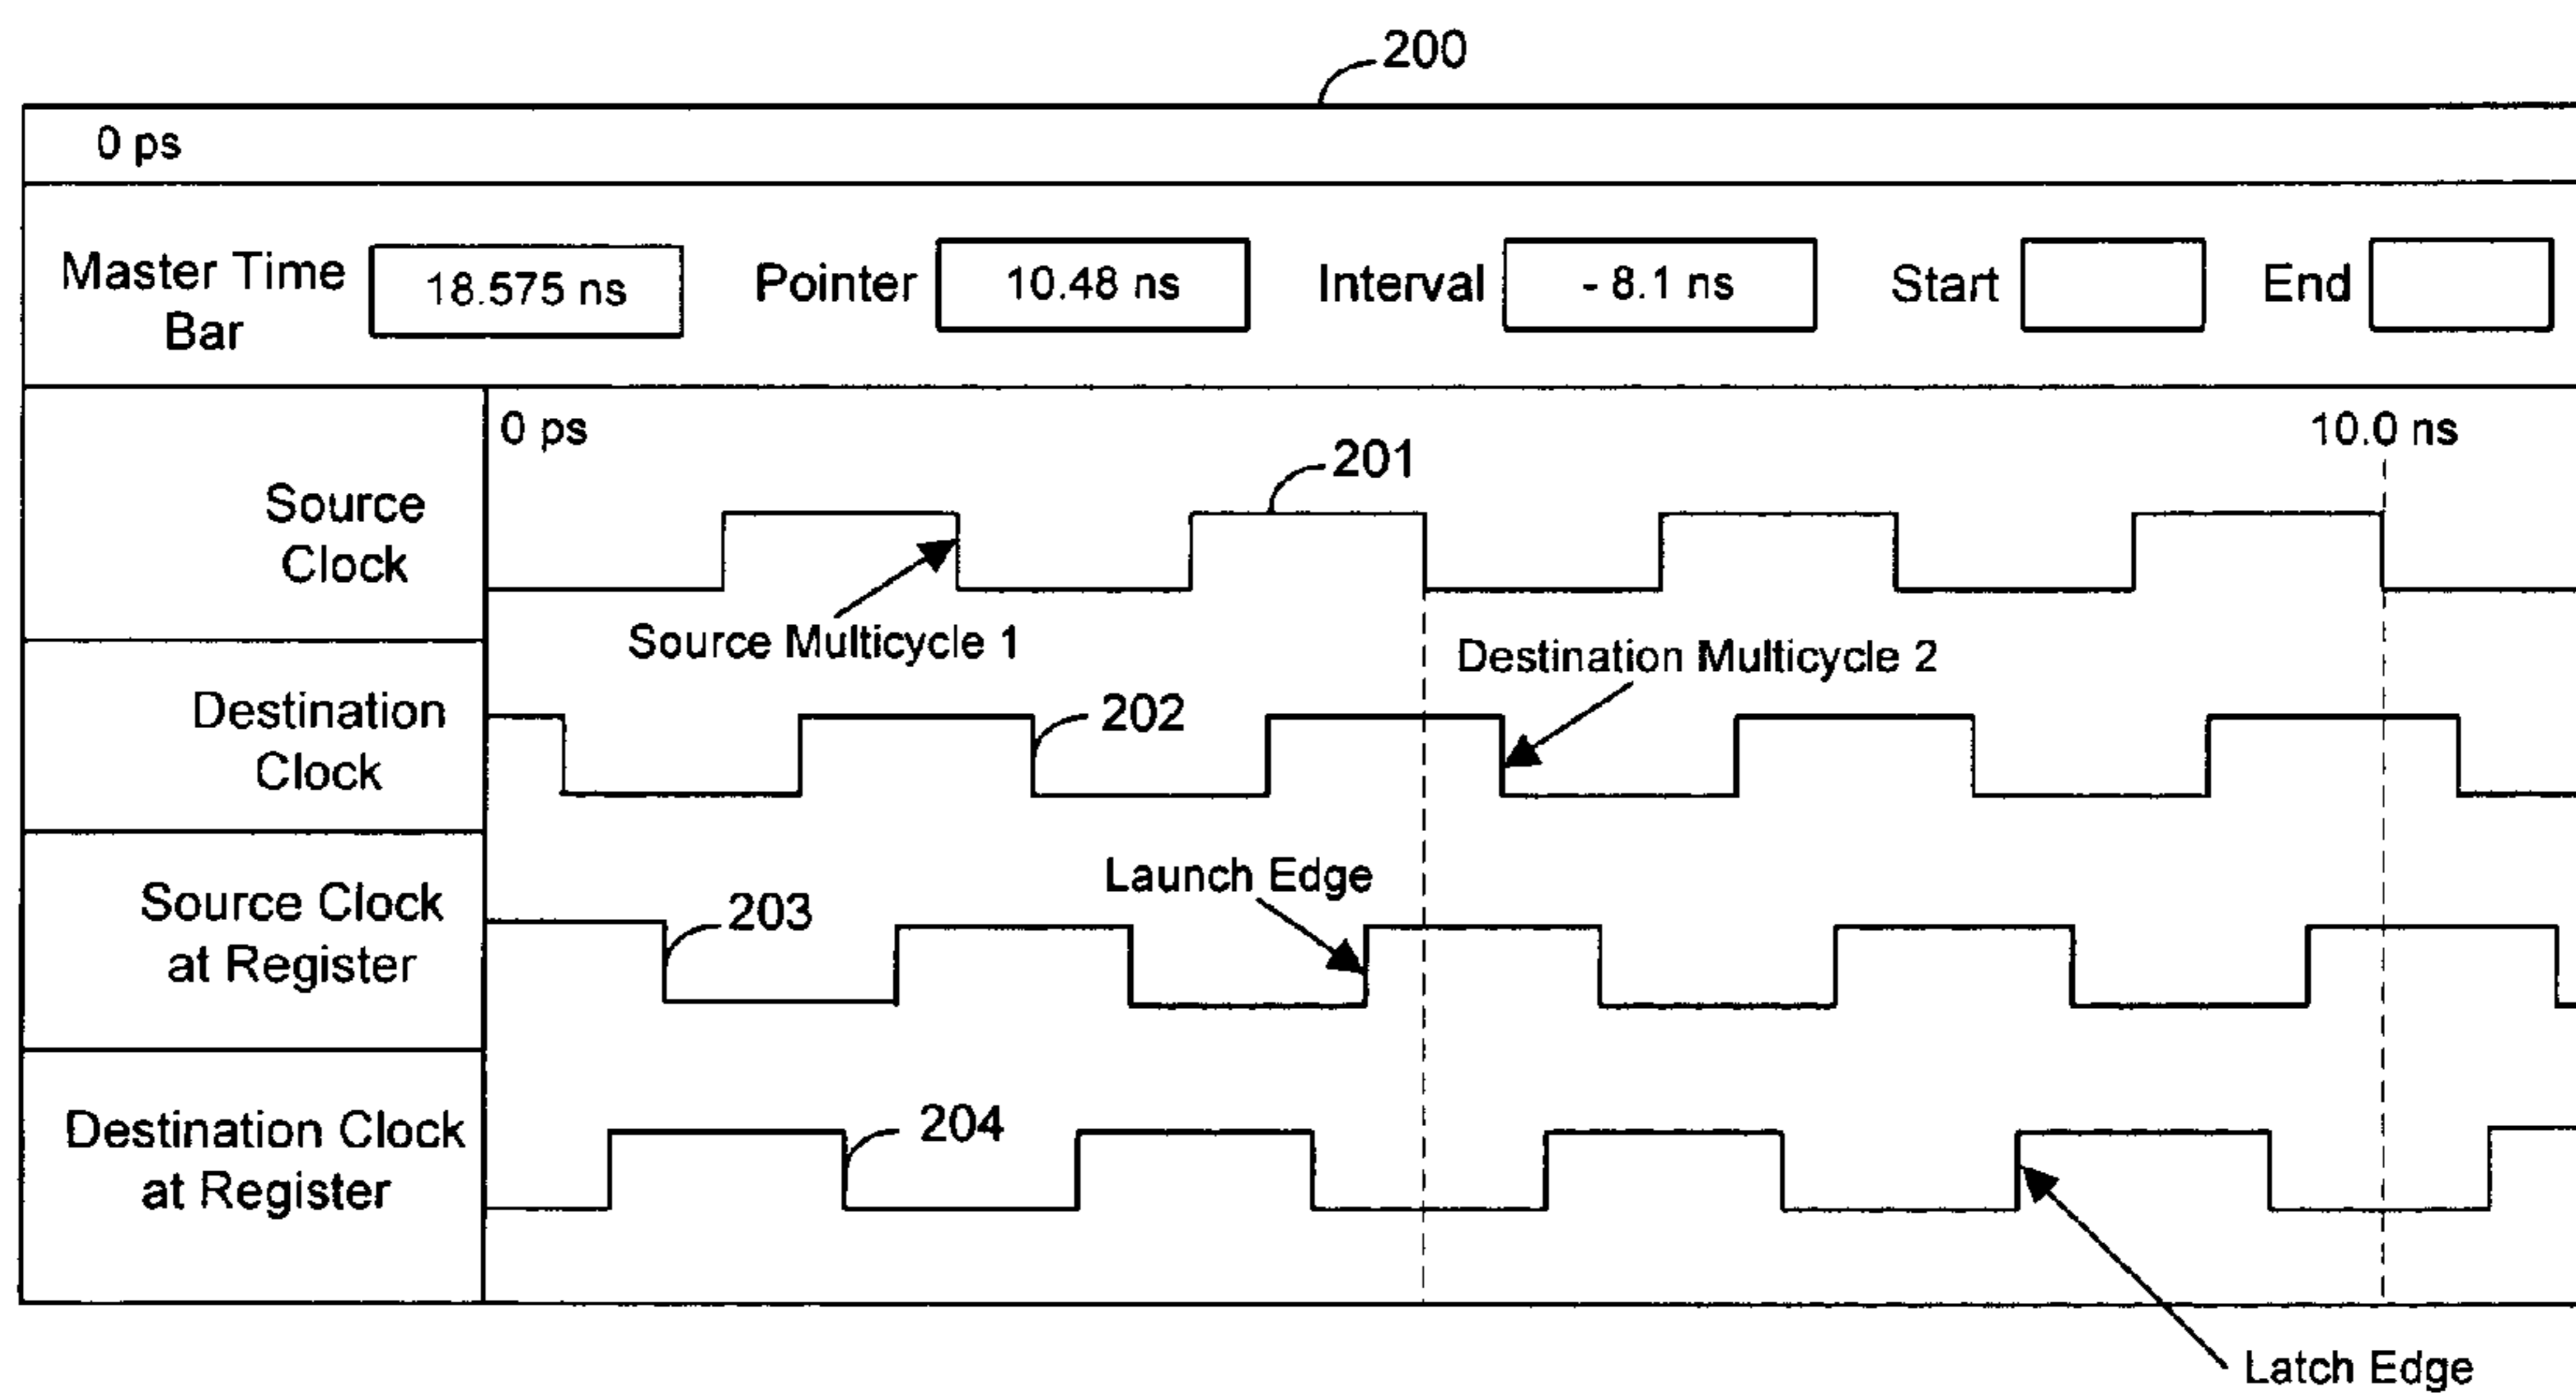 200
0 ps
Master Time
Bar
18.575 ns
Pointer
10.48 ns
Interval
- 8.1 ns
Start
End
0 ps
10.0 ns
201
Source
Clock
Source Multicycle 1
Destination Multicycle 2
Destination
Clock
202
Launch Edge
Source Clock
at Register
203
Destination Clock
at Register
204
Latch Edge